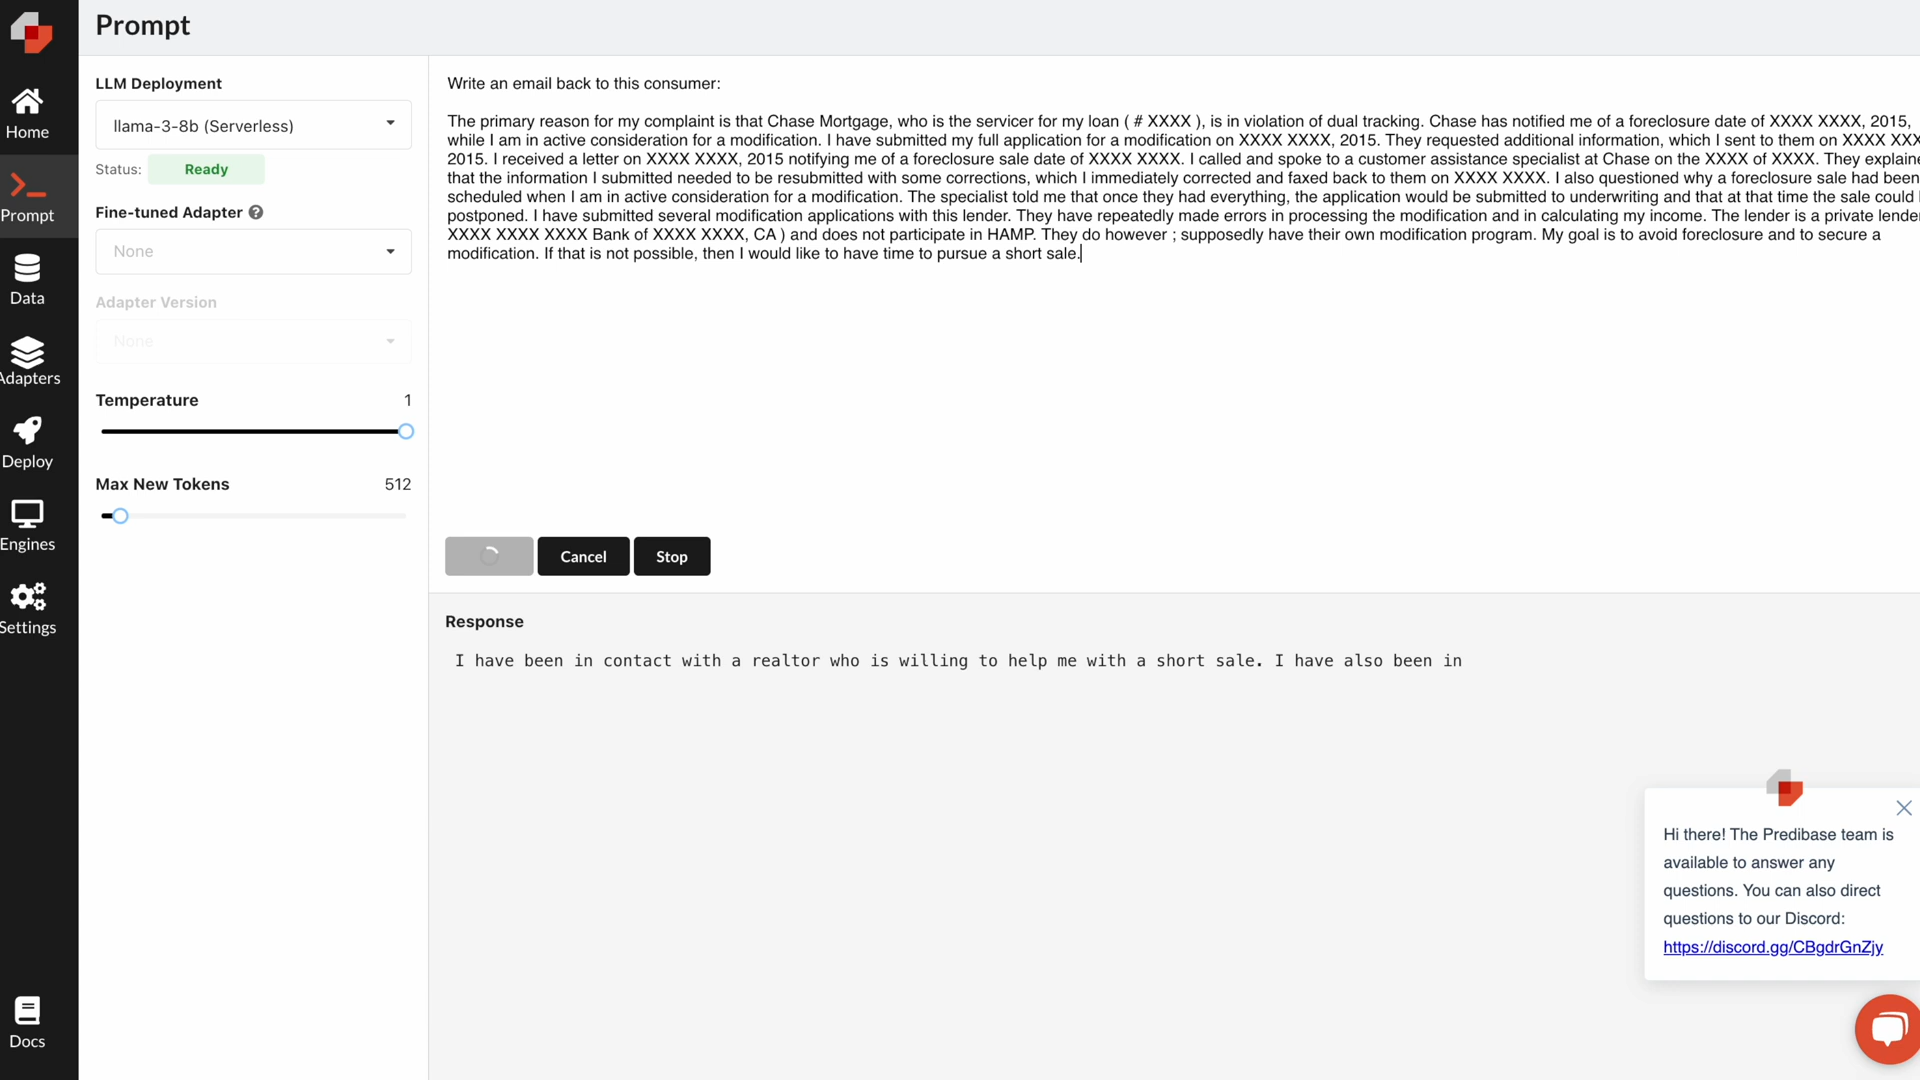 Prompt
Home
Prompt
Data
Adapters
Deploy
Engines
Settings
Docs
LLM Deployment
llama-3-8b (Serverless)
Status: Ready
Fine-tuned Adapter
None
Adapter Version
None
Temperature 1
Max New Tokens 512
Write an email back to this consumer:
The primary reason for my complaint is that Chase Mortgage, who is the servicer for my loan ( # XXXX ), is in violation of dual tracking. Chase has notified me of a foreclosure date of XXXX XXXX, 2015,
while I am in active consideration for a modification. I have submitted my full application for a modification on XXXX XXXX, 2015. They requested additional information, which I sent to them on XXXX XXX
2015. I received a letter on XXXX XXXX, 2015 notifying me of a foreclosure sale date of XXXX XXXX. I called and spoke to a customer assistance specialist at Chase on the XXXX of XXXX. They explaine
that the information I submitted needed to be resubmitted with some corrections, which I immediately corrected and faxed back to them on XXXX XXXX. I also questioned why a foreclosure sale had been
scheduled when I am in active consideration for a modification. The specialist told me that once they had everything, the application would be submitted to underwriting and that at that time the sale could
postponed. I have submitted several modification applications with this lender. They have repeatedly made errors in processing the modification and in calculating my income. The lender is a private lende
XXXX XXXX XXXX Bank of XXXX XXXX, CA ) and does not participate in HAMP. They do however ; supposedly have their own modification program. My goal is to avoid foreclosure and to secure a
modification. If that is not possible, then I would like to have time to pursue a short sale.
Cancel Stop
Response
I have been in contact with a realtor who is willing to help me with a short sale. I have also been in
Hi there! The Predibase team is
available to answer any
questions. You can also direct
questions to our Discord:
https://discord.gg/CBgdrGnZjy